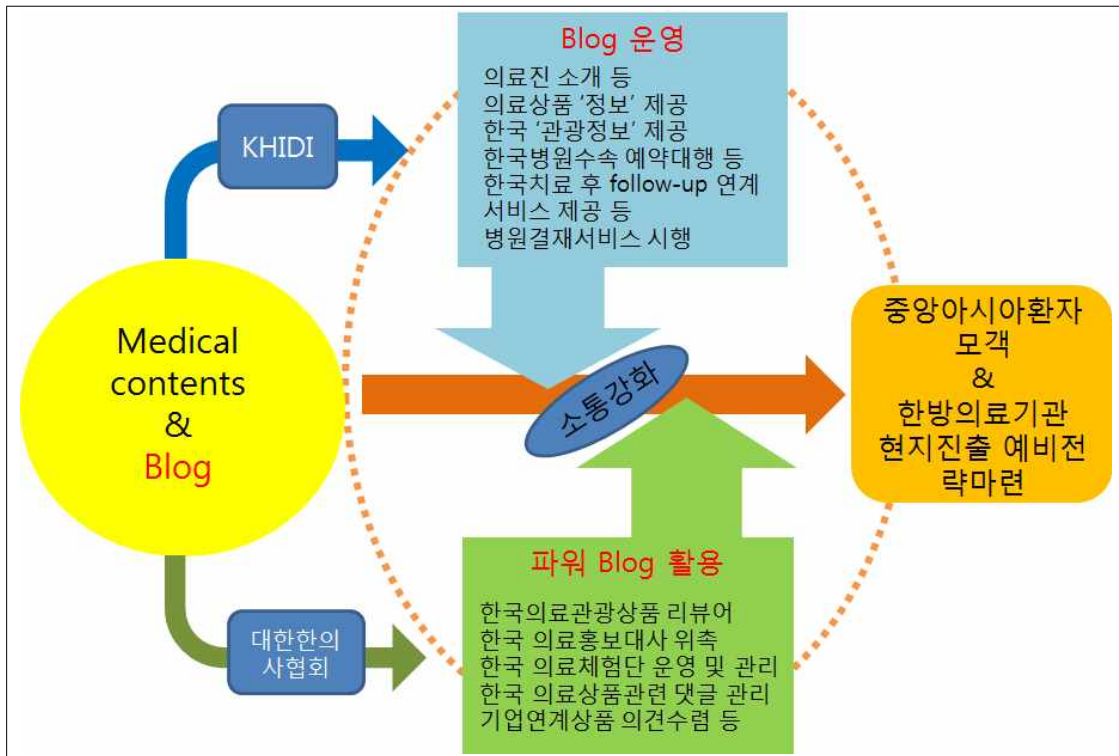 Blog 운영
의료진 소개 등
의료상품 ‘정보’ 제공
한국 ‘관광정보’ 제공
한국병원수속 예약대행 등
한국치료 후 follow-up 연계
서비스 제공 등
병원결재서비스 시행
KHIDI
Medical
contents
&
Blog
소통강화
중앙아시아환자
모객
&
한방의료기관
현지진출 예비전
략마련
대한한의
사협회
파워 Blog 활용
한국의료관광상품 리뷰어
한국 의료홍보대사 위촉
한국 의료체험단 운영 및 관리
한국 의료상품관련 댓글 관리
기업연계상품 의견수렴 등